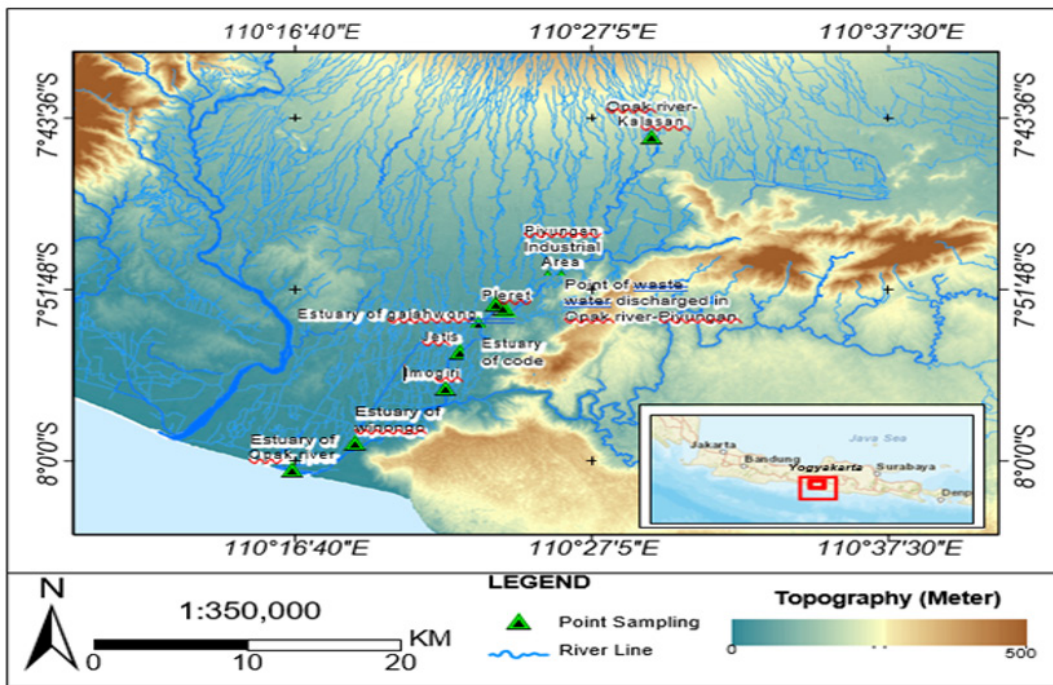 110°16'40"E
110°27'5"E
110°37'30"E
7°43'36"S
7°43'36"S
Opak river-
Kalasan
Piyungan
Industrial
Area
7°51'48"S
7°51'48"S
Point of waste
water discharged in
Opak river-Piyungan
Pleret
Estuary of gajahwong
Jetis
Estuary
of code
Imogiri
Estuary of
winongo
Estuary of
Opak river
8°0'0"S
8°0'0"S
Jakarta
Java Sea
Bandung
Yogyakarta
Surabaya
Denp
110°16'40"E
110°27'5"E
110°37'30"E
N
1:350,000
KM
0
10
20
LEGEND
Point Sampling
River Line
Topography (Meter)
0
500